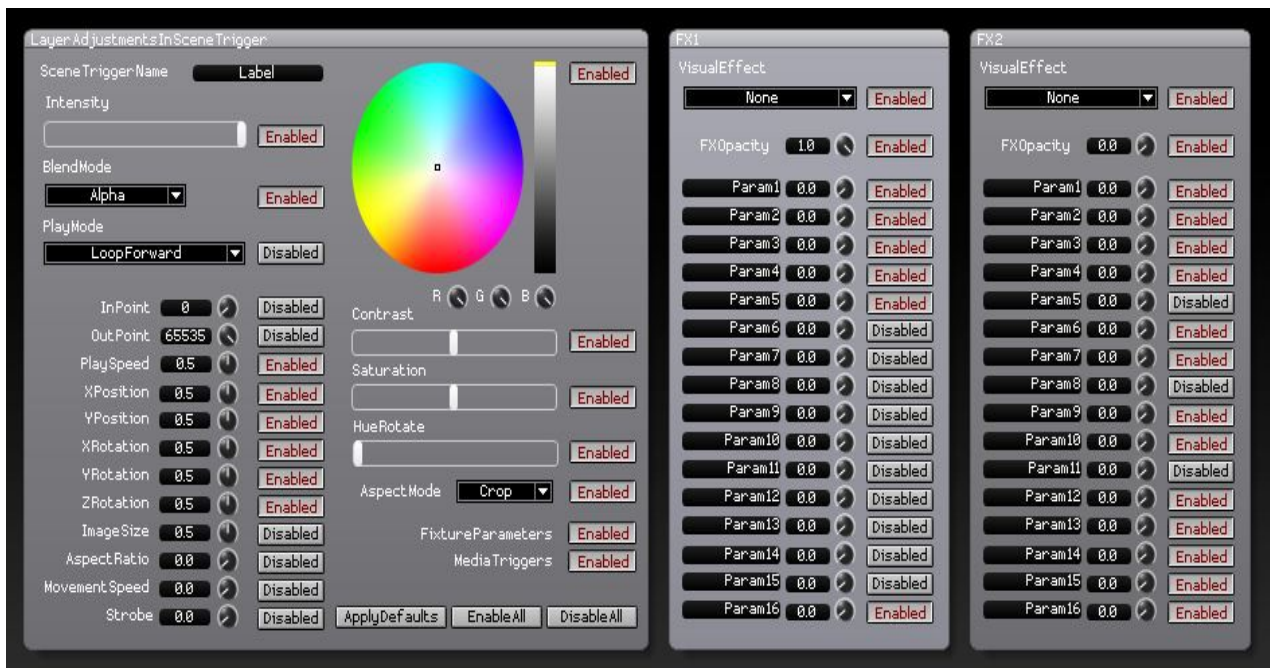 Layer Adjustments In Scene Trigger
Scene Trigger Name Label
Enabled
Intensity
Enabled
BlendMode
Alpha Enabled
PlayMode
LoopForward Disabled
R G B
InPoint 0 Disabled
OutPoint 65535 Disabled
PlaySpeed 0.5 Enabled
XPosition 0.5 Enabled
YPosition 0.5 Enabled
XRotation 0.5 Enabled
YRotation 0.5 Enabled
ZRotation 0.5 Enabled
ImageSize 0.5 Disabled
AspectRatio 0.0 Disabled
Movement Speed 0.0 Disabled
Strobe 0.0 Disabled
Contrast
Enabled
Saturation
Enabled
HueRotate
Enabled
AspectMode Crop Enabled
FixtureParameters Enabled
MediaTriggers Enabled
ApplyDefaults EnableAll DisableAll
FX1
VisualEffect
None Enabled
FXOpacity 1.0 Enabled
Param1 0.0 Enabled
Param2 0.0 Enabled
Param3 0.0 Enabled
Param4 0.0 Enabled
Param5 0.0 Enabled
Param6 0.0 Disabled
Param7 0.0 Disabled
Param8 0.0 Disabled
Param9 0.0 Disabled
Param10 0.0 Disabled
Param11 0.0 Disabled
Param12 0.0 Disabled
Param13 0.0 Disabled
Param14 0.0 Disabled
Param15 0.0 Disabled
Param16 0.0 Enabled
FX2
VisualEffect
None Enabled
FXOpacity 0.0 Enabled
Param1 0.0 Enabled
Param2 0.0 Enabled
Param3 0.0 Enabled
Param4 0.0 Enabled
Param5 0.0 Disabled
Param6 0.0 Enabled
Param7 0.0 Enabled
Param8 0.0 Disabled
Param9 0.0 Enabled
Param10 0.0 Enabled
Param11 0.0 Disabled
Param12 0.0 Enabled
Param13 0.0 Enabled
Param14 0.0 Enabled
Param15 0.0 Enabled
Param16 0.0 Enabled